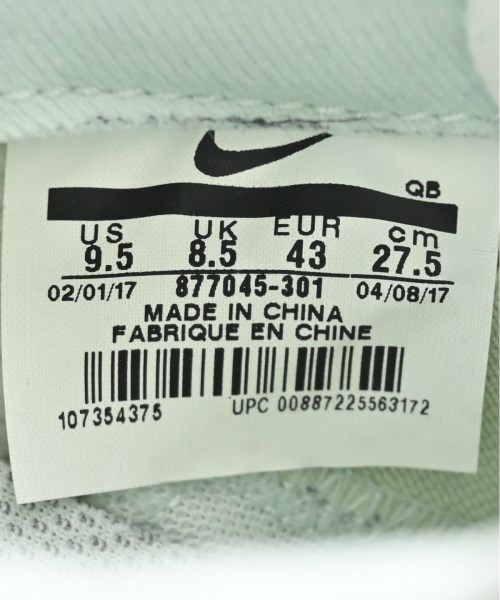 QB
US UK EUR cm
9.5 8.5 43 27.5
02/01/17 877045-301 04/08/17
MADE IN CHINA
FABRIQUE EN CHINE
107354375 UPC 00887225563172